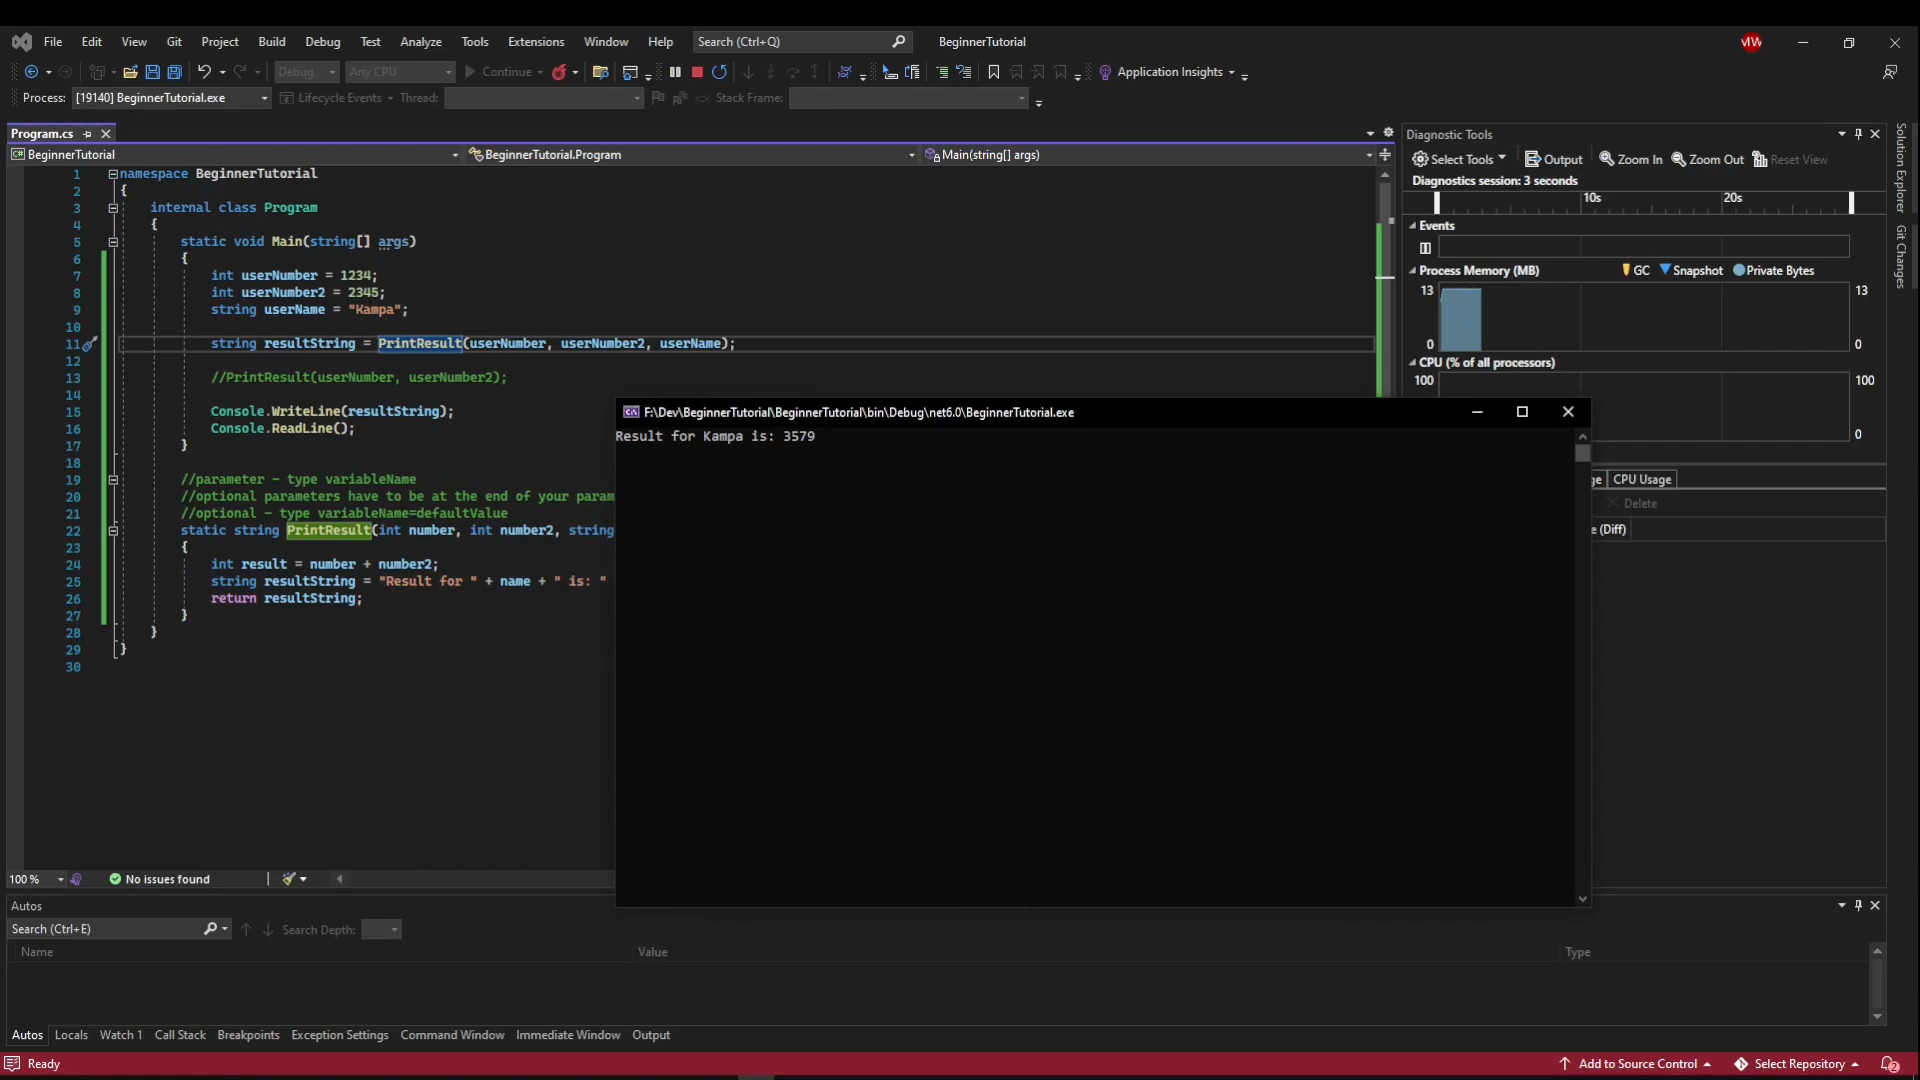 File Edit View Git Project Build Debug Test Analyze Tools Extensions Window Help Search (Ctrl+Q) BeginnerTutorial MW
Debug Any CPU Continue Application Insights
Process: [19140] BeginnerTutorial.exe Lifecycle Events Thread: Stack Frame:
Program.cs
BeginnerTutorial BeginnerTutorial.Program Main(string[] args)
1 namespace BeginnerTutorial
2 {
3 internal class Program
4 {
5 static void Main(string[] args)
6 {
7 int userNumber = 1234;
8 int userNumber2 = 2345;
9 string userName = "Kampa";
10
11 string resultString = PrintResult(userNumber, userNumber2, userName);
12
13 //PrintResult(userNumber, userNumber2);
14
15 Console.WriteLine(resultString);
16 Console.ReadLine();
17 }
18
19 //parameter - type variableName
20 //optional parameters have to be at the end of your param
21 //optional - type variableName=defaultValue
22 static string PrintResult(int number, int number2, string
23 {
24 int result = number + number2;
25 string resultString = "Result for " + name + " is: "
26 return resultString;
27 }
28 }
29 }
30
F:\Dev\BeginnerTutorial\BeginnerTutorial\bin\Debug\net6.0\BeginnerTutorial.exe
Result for Kampa is: 3579
Diagnostic Tools
Select Tools Output Zoom In Zoom Out Reset View
Diagnostics session: 3 seconds
10s 20s
Events
Process Memory (MB) GC Snapshot Private Bytes
13 13
0 0
CPU (% of all processors)
100 100
0
ge CPU Usage
Delete
e (Diff)
Solution Explorer
Git Changes
100 % No issues found
Autos
Search (Ctrl+E) Search Depth:
Name Value Type
Autos Locals Watch 1 Call Stack Breakpoints Exception Settings Command Window Immediate Window Output
Ready Add to Source Control Select Repository 2